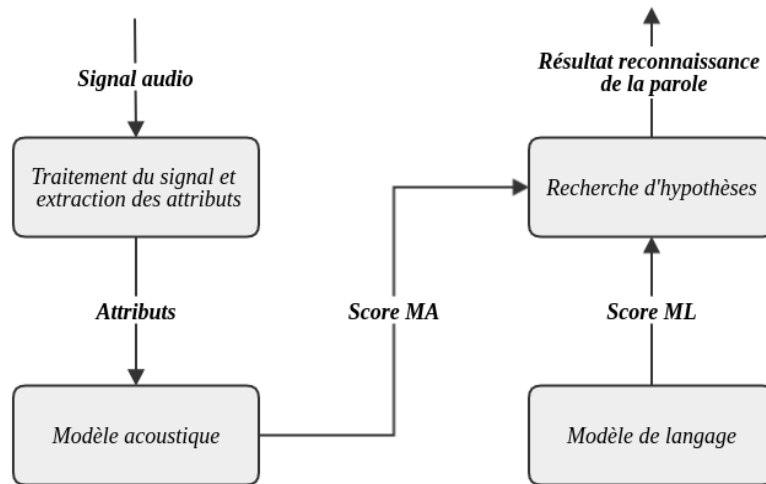 Signal audio
Traitement du signal et
extraction des attributs
Attributs
Modèle acoustique
Score MA
Résultat reconnaissance
de la parole
Recherche d'hypothèses
Score ML
Modèle de langage